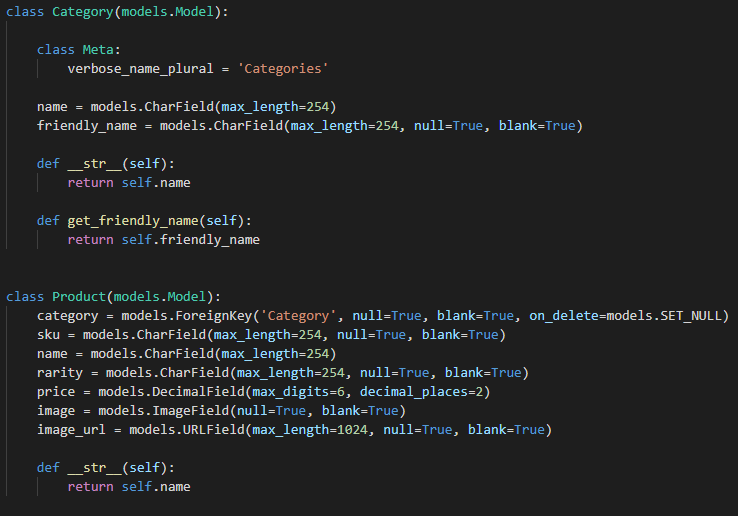 class Category(models.Model):
class Meta:
verbose_name_plural = 'Categories'
name = models.CharField(max_length=254)
friendly_name = models.CharField(max_length=254, null=True, blank=True)
def __str__(self):
return self.name
def get_friendly_name(self):
return self.friendly_name
class Product(models.Model):
category = models.ForeignKey('Category', null=True, blank=True, on_delete=models.SET_NULL)
sku = models.CharField(max_length=254, null=True, blank=True)
name = models.CharField(max_length=254)
rarity = models.CharField(max_length=254, null=True, blank=True)
price = models.DecimalField(max_digits=6, decimal_places=2)
image = models.ImageField(null=True, blank=True)
image_url = models.URLField(max_length=1024, null=True, blank=True)
def __str__(self):
return self.name